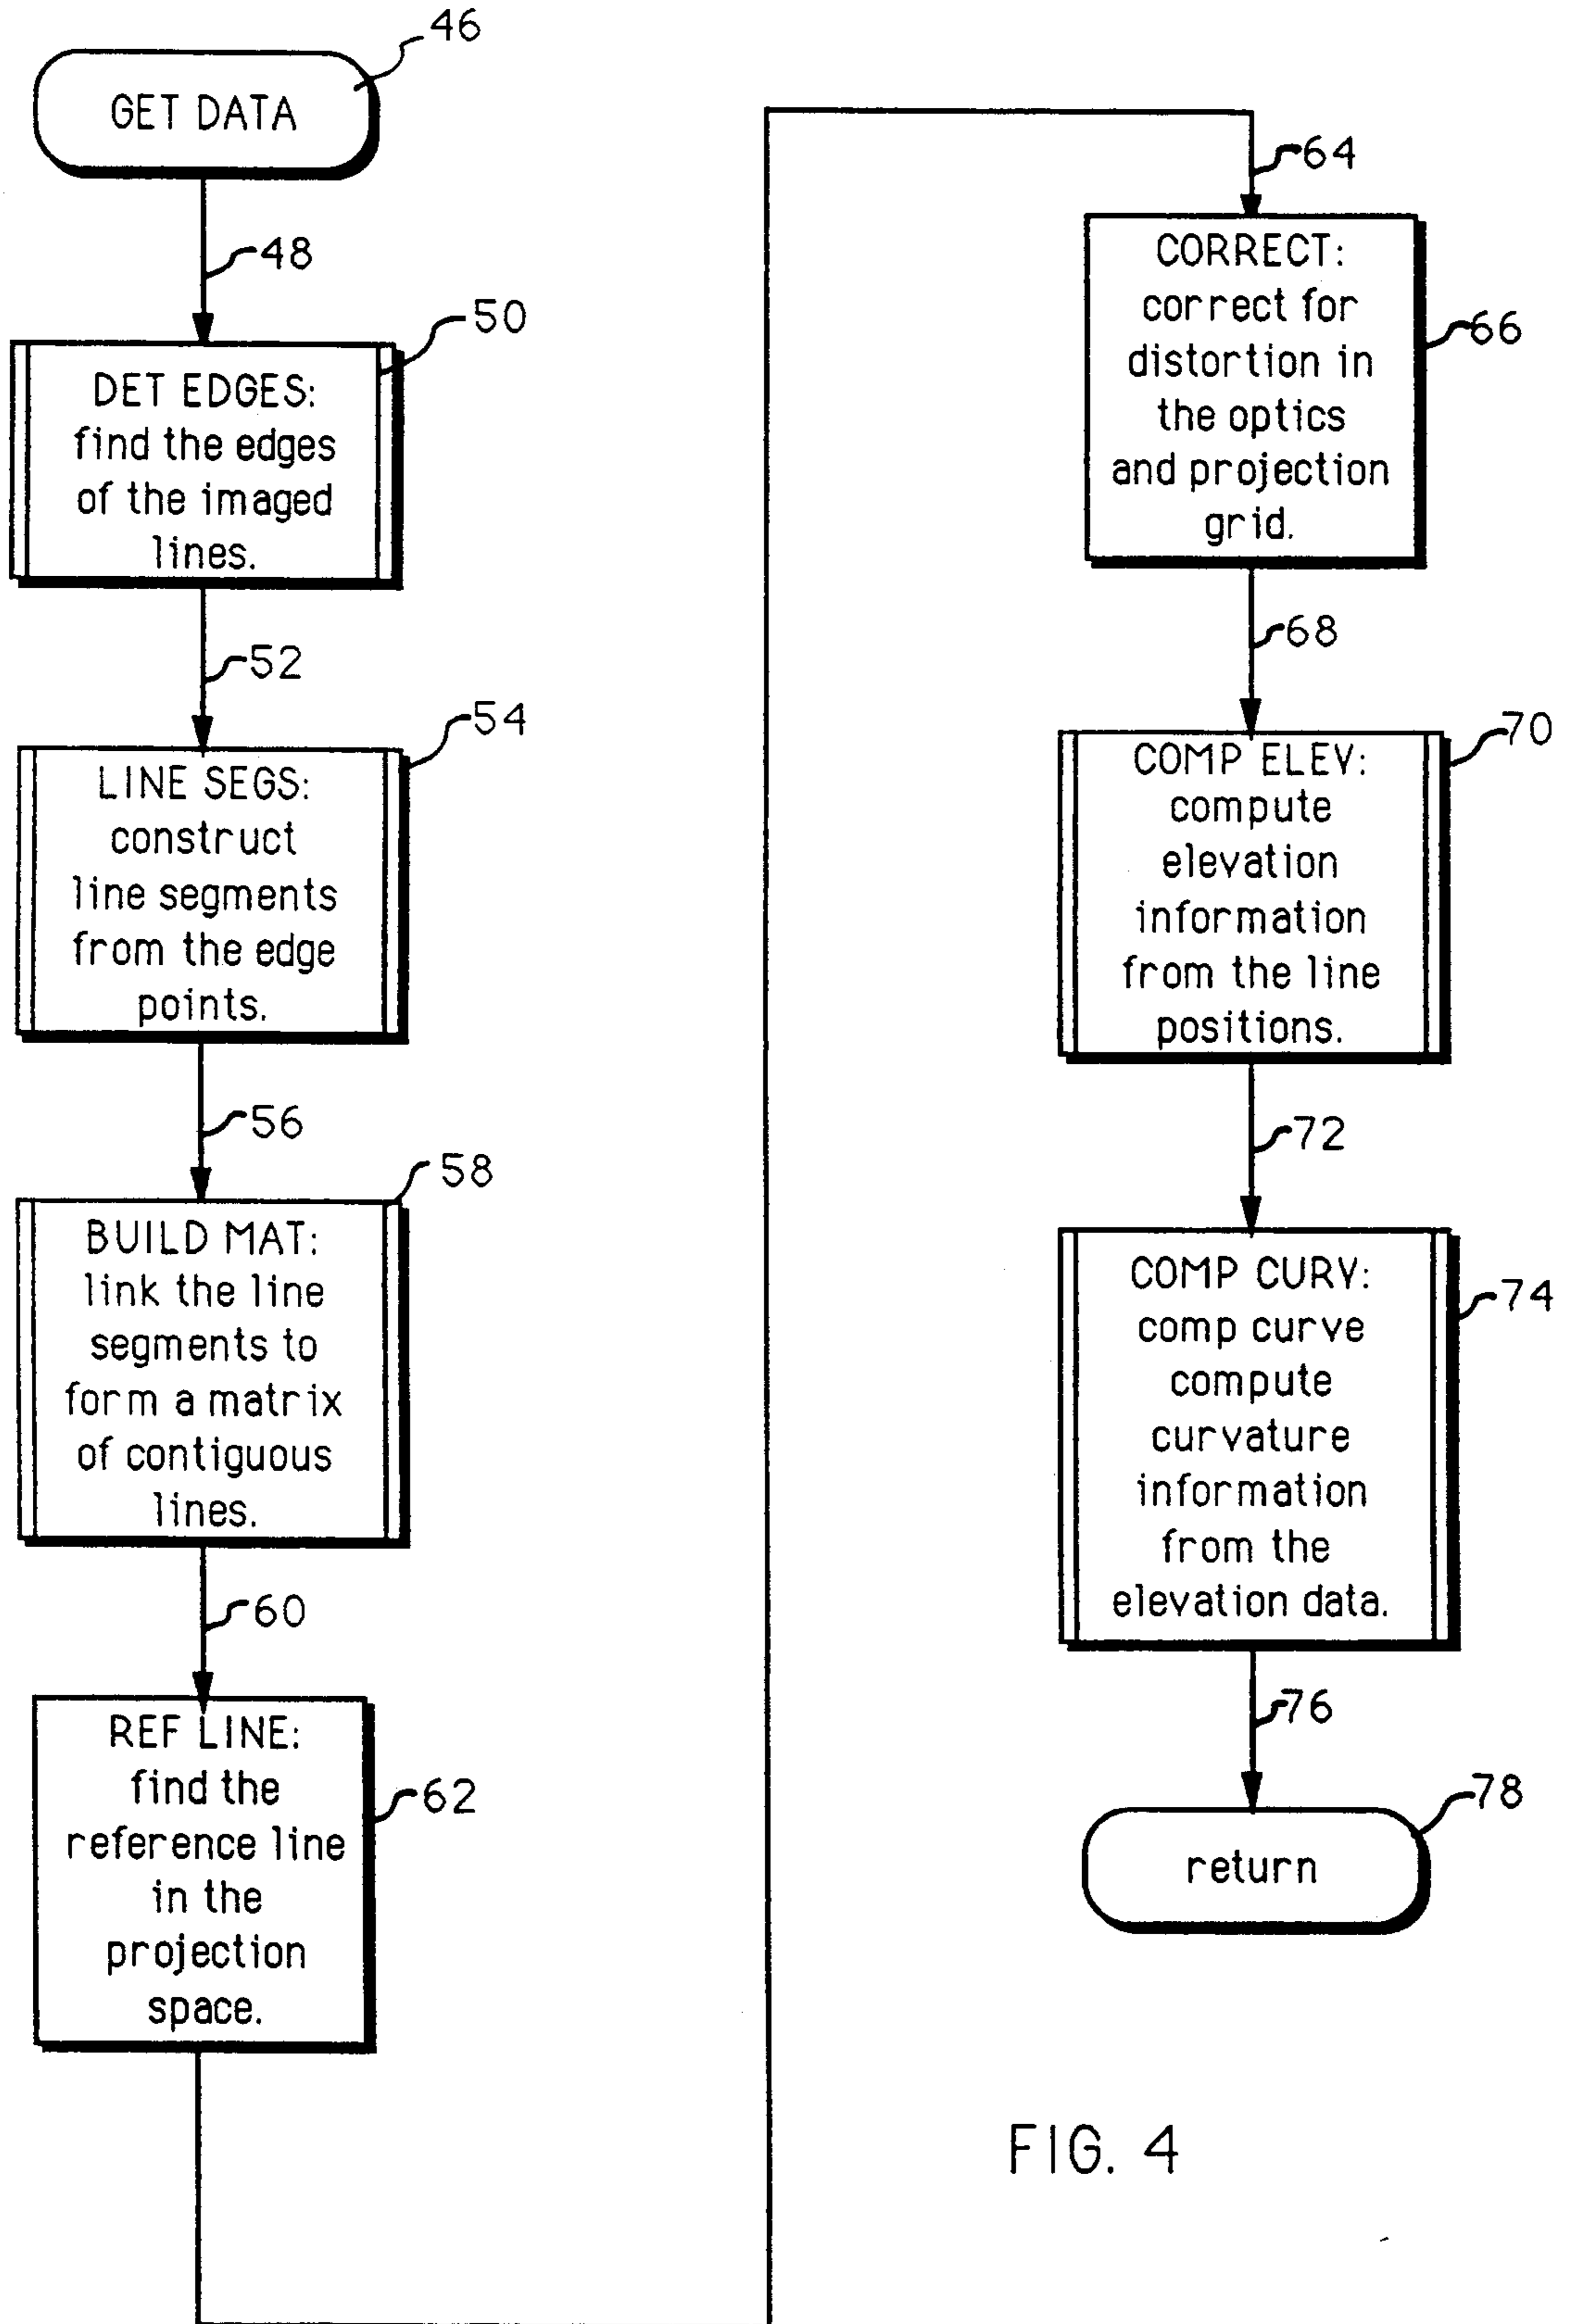 46
GET DATA
48
50
DET EDGES:
find the edges
of the imaged
lines.
52
54
LINE SEGS:
construct
line segments
from the edge
points.
56
58
BUILD MAT:
link the line
segments to
form a matrix
of contiguous
lines.
60
REF LINE:
find the
reference line
in the
projection
space.
62
64
CORRECT:
correct for
distortion in
the optics
and projection
grid.
66
68
70
COMP ELEV:
compute
elevation
information
from the line
positions.
72
COMP CURV:
comp curve
compute
curvature
information
from the
elevation data.
74
76
78
return
FIG. 4